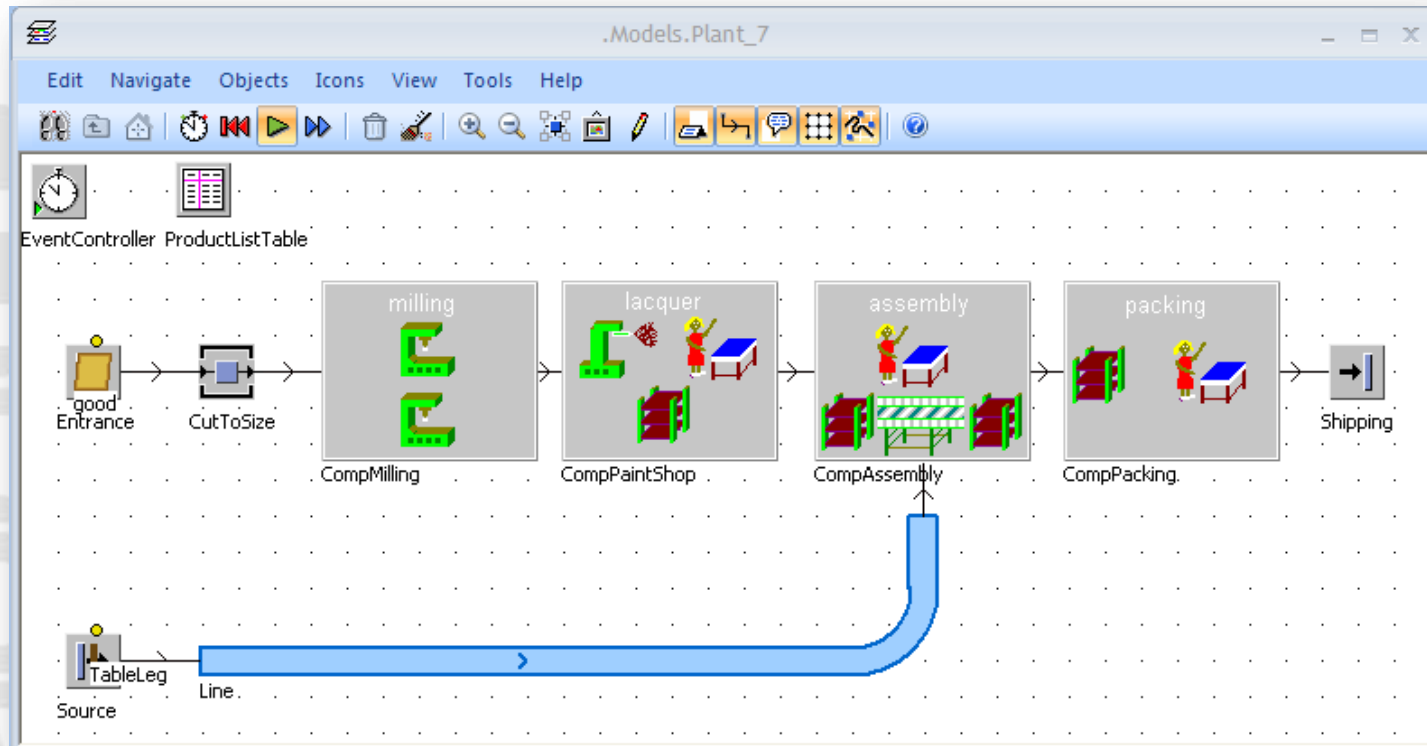 .Models.Plant_7
Edit Navigate Objects Icons View Tools Help
EventController ProductListTable
milling lacquer assembly packing
good
Entrance CutToSize Shipping
CompMilling CompPaintShop CompAssembly CompPacking
TableLeg
Line
Source